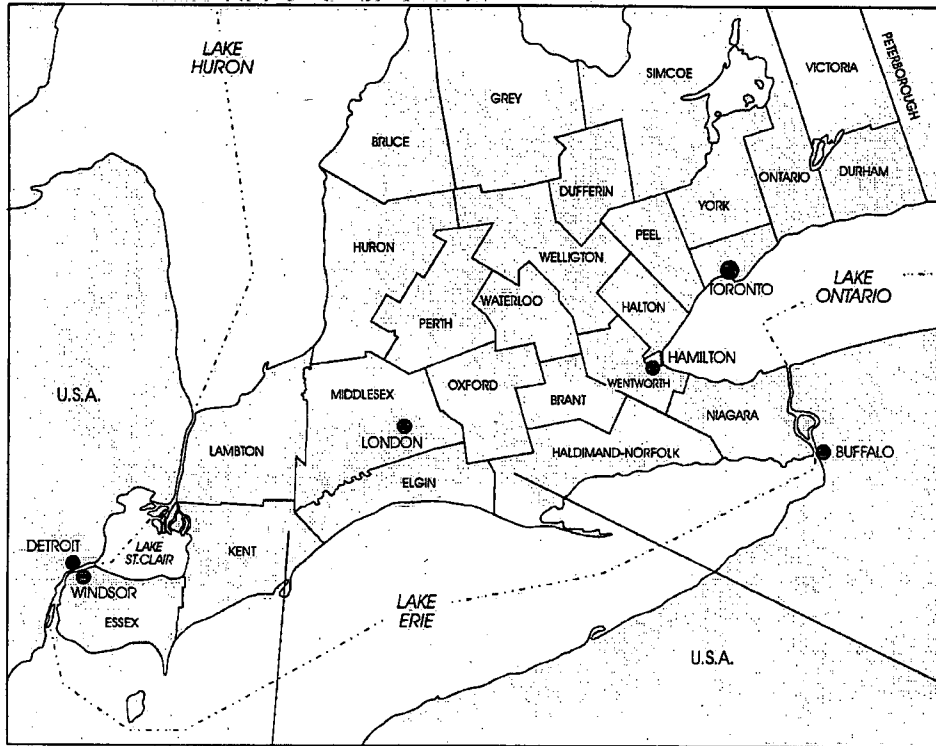 LAKE
HURON
SIMCOE
VICTORIA
PETERBOROUGH
GREY
BRUCE
DUFFERIN
ONTARIO
DURHAM
YORK
PEEL
HURON
WELLIGTON
LAKE
ONTARIO
TORONTO
WATERLOO
HALTON
PERTH
HAMILTON
WENTWORTH
U.S.A.
MIDDLESEX
OXFORD
BRANT
NIAGARA
LONDON
LAMBTON
HALDIMAND-NORFOLK
BUFFALO
ELGIN
DETROIT
LAKE
ST.CLAIR
KENT
WINDSOR
ESSEX
LAKE
ERIE
U.S.A.